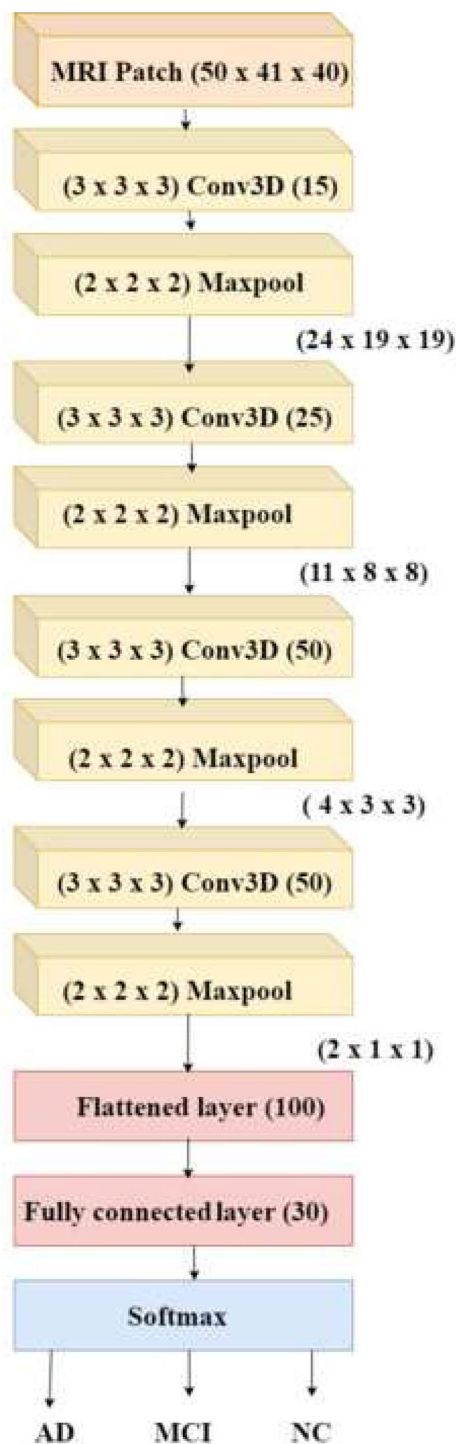 MRI Patch (50 x 41 x 40)
(3 x 3 x 3) Conv3D (15)
(2 x 2 x 2) Maxpool
(24 x 19 x 19)
(3 x 3 x 3) Conv3D (25)
(2 x 2 x 2) Maxpool
(11 x 8 x 8)
(3 x 3 x 3) Conv3D (50)
(2 x 2 x 2) Maxpool
( 4 x 3 x 3)
(3 x 3 x 3) Conv3D (50)
(2 x 2 x 2) Maxpool
(2 x 1 x 1)
Flattened layer (100)
Fully connected layer (30)
Softmax
AD MCI NC